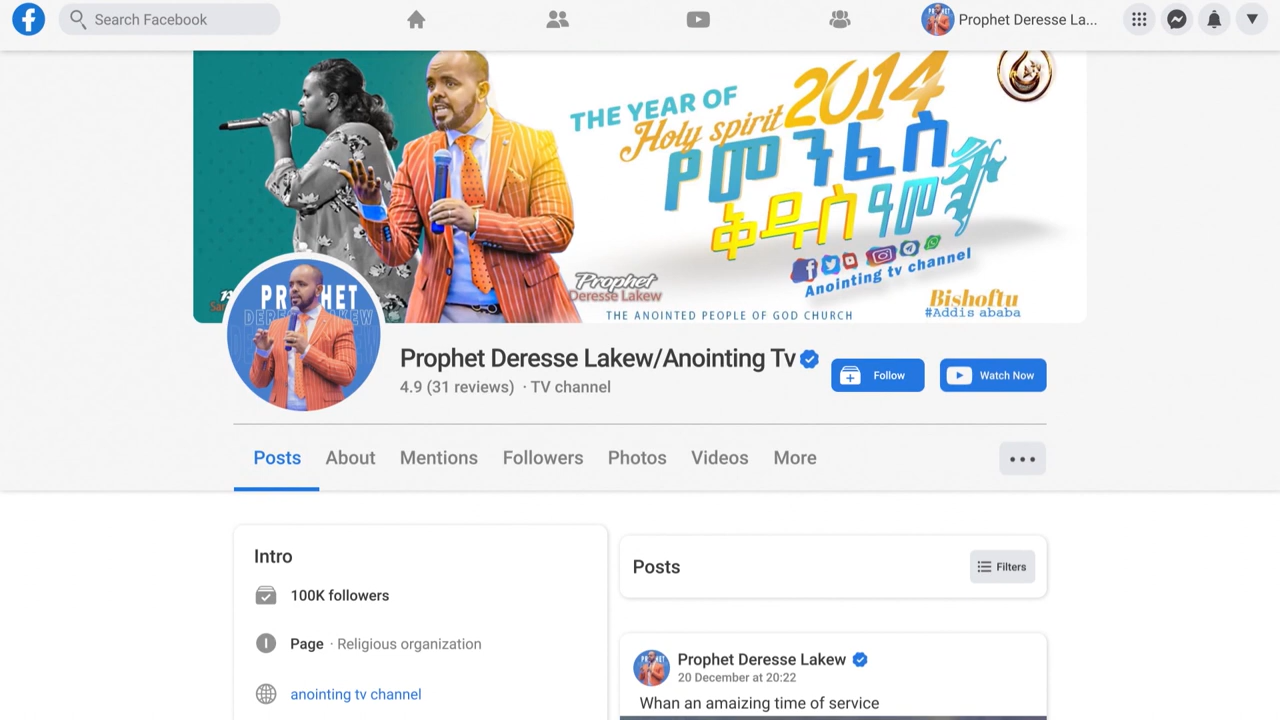 Search Facebook
Prophet Deresse La...
THE YEAR OF
Holy spirit 2014
የመንፈስ
ቅዱስ ዓመት
Anointing tv channel
Prophet
Deresse Lakew
THE ANOINTED PEOPLE OF GOD CHURCH
Bishoftu
#Addis ababa
PROPHET
DERESSE LAKEW
Prophet Deresse Lakew/Anointing Tv
4.9 (31 reviews) · TV channel
Follow
Watch Now
Posts About Mentions Followers Photos Videos More
Intro
100K followers
Page · Religious organization
anointing tv channel
Posts
Filters
Prophet Deresse Lakew
20 December at 20:22
Whan an amaizing time of service